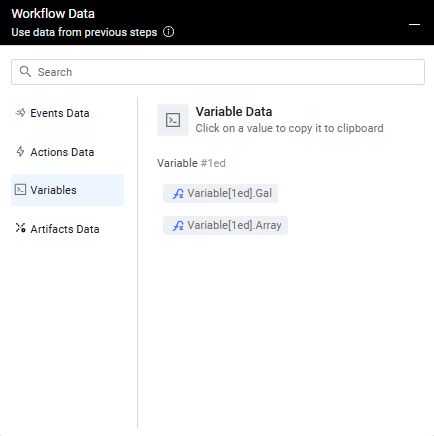 Workflow Data
Use data from previous steps
Search
Events Data
Actions Data
Variables
Artifacts Data
Variable Data
Click on a value to copy it to clipboard
Variable #1ed
Variable[1ed].Gal
Variable[1ed].Array